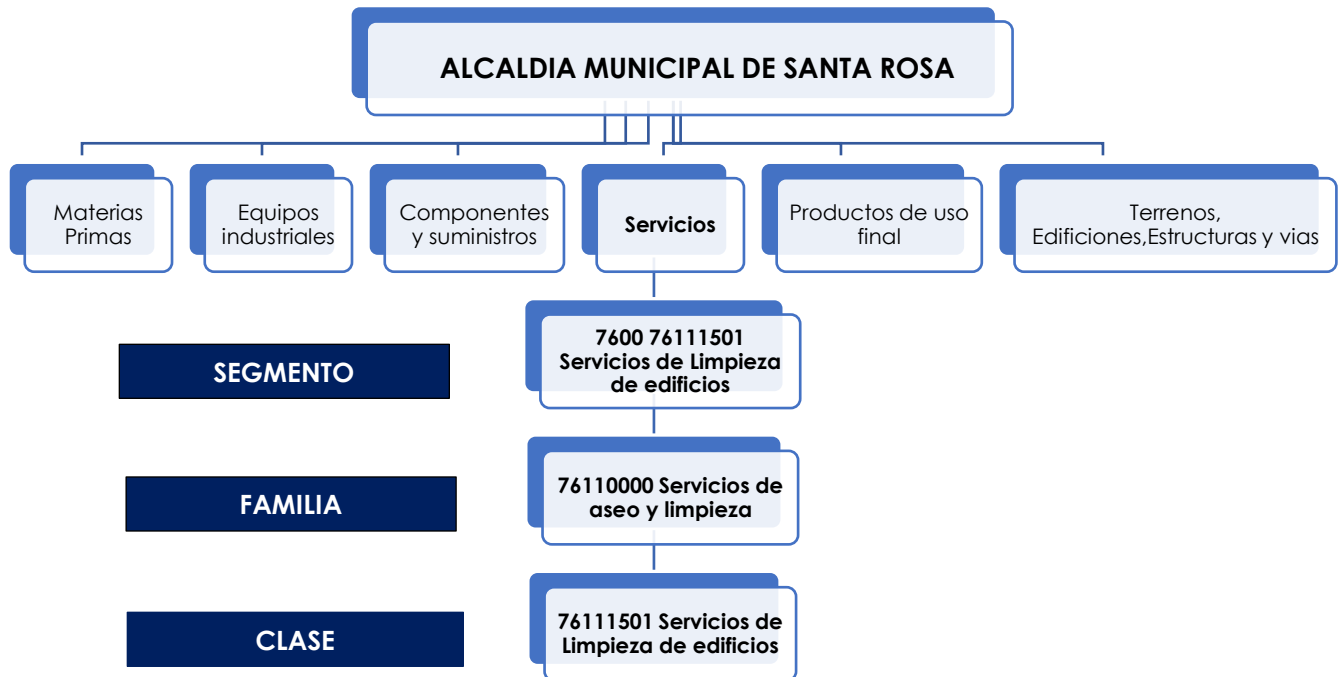 ALCALDIA MUNICIPAL DE SANTA ROSA
Materias
Primas
Equipos
industriales
Componentes
y suministros
Servicios
Productos de uso
final
Terrenos,
Edificiones,Estructuras y vias
SEGMENTO
7600 76111501
Servicios de Limpieza
de edificios
FAMILIA
76110000 Servicios de
aseo y limpieza
CLASE
76111501 Servicios de
Limpieza de edificios